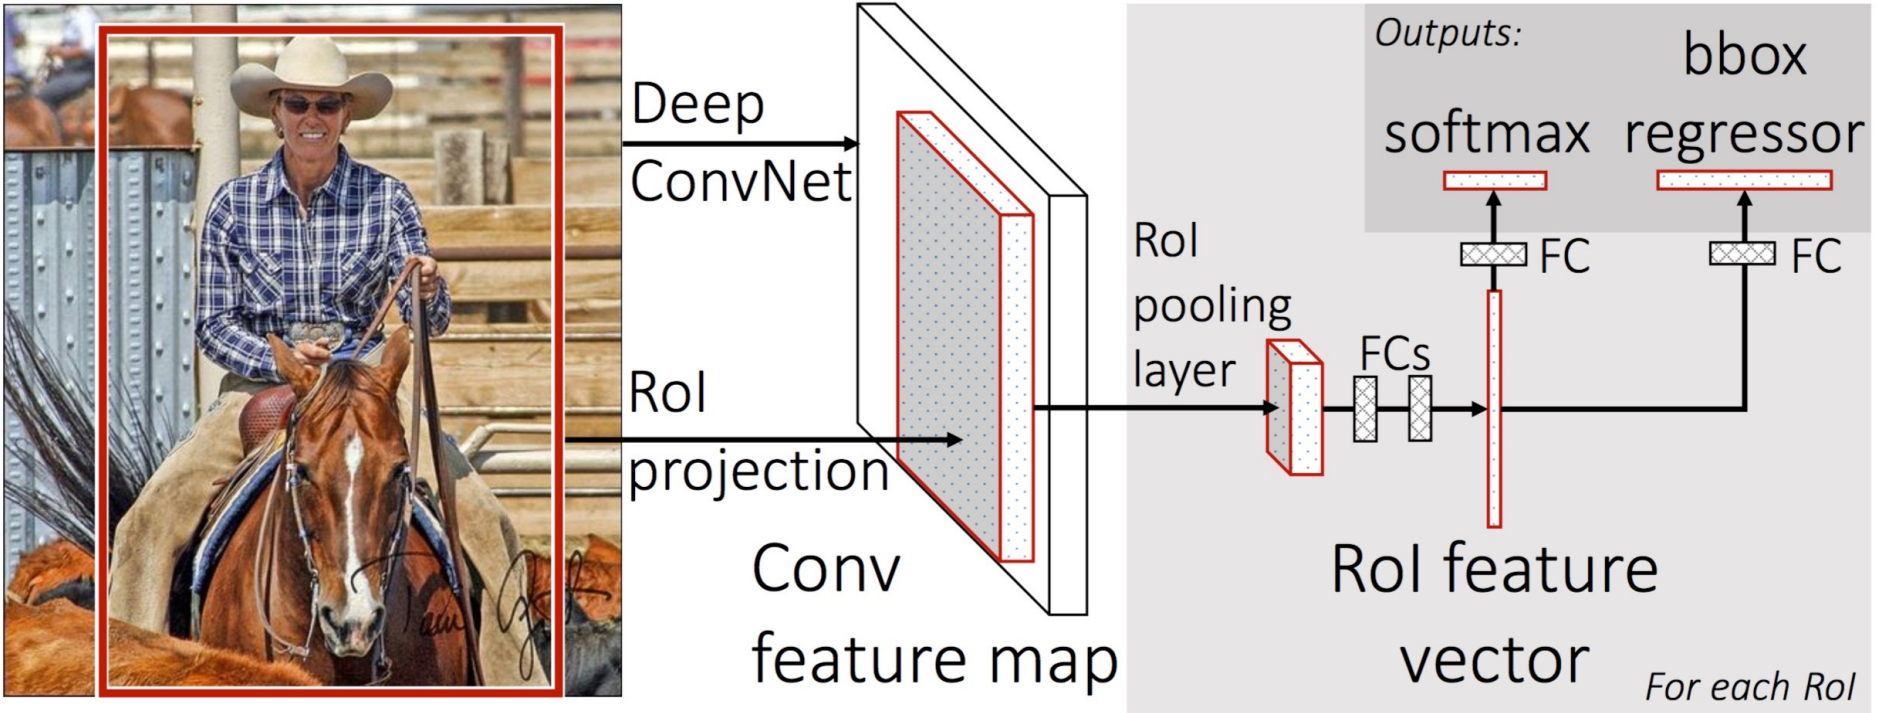 Deep
ConvNet
RoI
projection
Conv
feature map
RoI
pooling
layer
FCs
Outputs:
softmax
bbox
regressor
FC
FC
RoI feature
vector
For each RoI